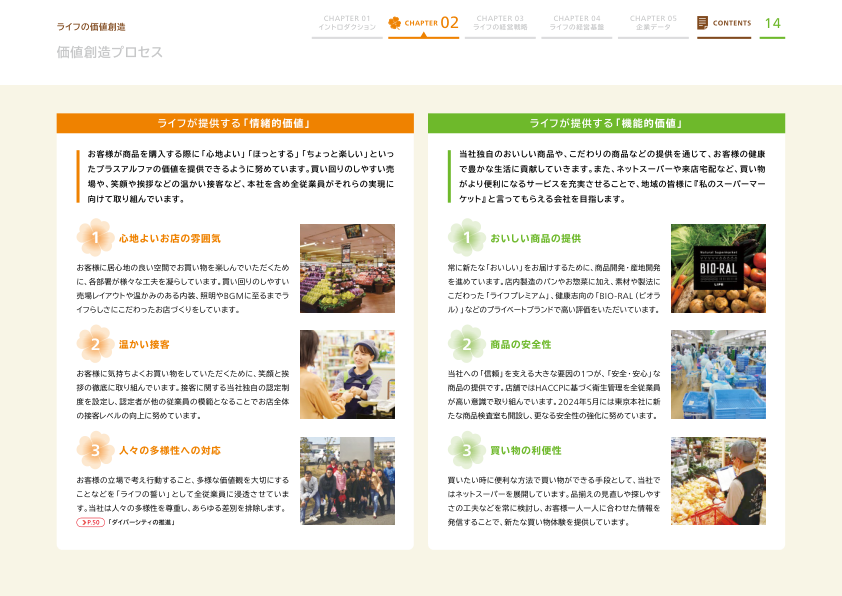 ライフの価値創造
価値創造プロセス
CHAPTER 01
イントロダクション
CHAPTER 02
CHAPTER 03
ライフの経営戦略
CHAPTER 04
ライフの経営基盤
CHAPTER 05
企業データ
CONTENTS
14
ライフが提供する「情緒的価値」
お客様が商品を購入する際に「心地よい」「ほっとする」「ちょっと楽しい」といっ
たプラスアルファの価値を提供できるように努めています。買い回りのしやすい売
場や、笑顔や挨拶などの温かい接客など、本社を含め全従業員がそれらの実現に
向けて取り組んでいます。
1 心地よいお店の雰囲気
お客様に居心地の良い空間でお買い物を楽しんでいただくため
に、各部署が様々な工夫を凝らしています。買い回りのしやすい
売場レイアウトや温かみのある内装、照明やBGMに至るまでラ
イフらしさにこだわったお店づくりをしています。
2 温かい接客
お客様に気持ちよくお買い物をしていただくために、笑顔と挨
拶の徹底に取り組んでいます。接客に関する当社独自の認定制
度を設定し、認定者が他の従業員の模範となることでお店全体
の接客レベルの向上に努めています。
3 人々の多様性への対応
お客様の立場で考え行動すること、多様な価値観を大切にする
ことなどを「ライフの誓い」として全従業員に浸透させていま
す。当社は人々の多様性を尊重し、あらゆる差別を排除します。
P.50 「ダイバーシティの推進」
ライフが提供する「機能的価値」
当社独自のおいしい商品や、こだわりの商品などの提供を通じて、お客様の健康
で豊かな生活に貢献していきます。また、ネットスーパーや来店宅配など、買い物
がより便利になるサービスを充実させることで、地域の皆様に『私のスーパーマー
ケット』と言ってもらえる会社を目指します。
1 おいしい商品の提供
常に新たな「おいしい」をお届けするために、商品開発・産地開発
を進めています。店内製造のパンやお惣菜に加え、素材や製法に
こだわった「ライフプレミアム」、健康志向の「BIO-RAL（ビオラ
ル）」などのプライベートブランドで高い評価をいただいています。
Natural Supermarket
BIO-RAL
LIFE
2 商品の安全性
当社への「信頼」を支える大きな要因の1つが、「安全・安心」な
商品の提供です。店舗ではHACCPに基づく衛生管理を全従業員
が高い意識で取り組んでいます。2024年5月には東京本社に新
たな商品検査室も開設し、更なる安全性の強化に努めています。
3 買い物の利便性
買いたい時に便利な方法で買い物ができる手段として、当社で
はネットスーパーを展開しています。品揃えの見直しや探しやす
さの工夫などを常に検討し、お客様一人一人に合わせた情報を
発信することで、新たな買い物体験を提供しています。